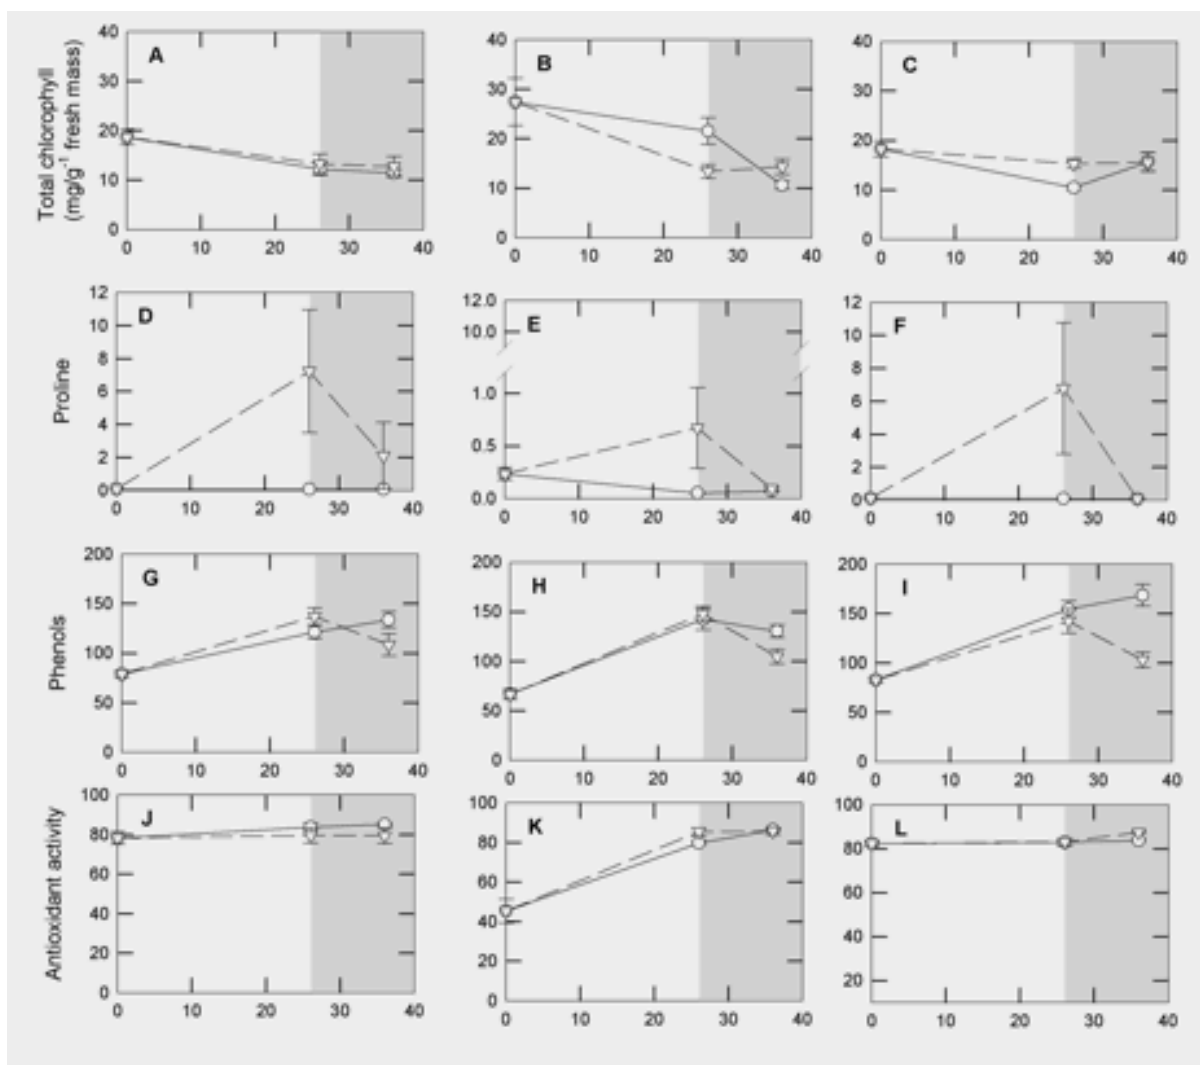 Total chlorophyll
(mg/g⁻¹ fresh mass)
40
30
20
10
0
A
0 10 20 30 40
40
30
20
10
0
B
0 10 20 30 40
40
30
20
10
0
C
0 10 20 30 40
Proline
12
10
8
6
4
2
0
D
0 10 20 30 40
12.0
10.0
1.0
0.5
0.0
E
0 10 20 30 40
12
10
8
6
4
2
0
F
0 10 20 30 40
Phenols
200
150
100
50
0
G
0 10 20 30 40
200
150
100
50
0
H
0 10 20 30 40
200
150
100
50
0
I
0 10 20 30 40
Antioxidant activity
100
80
60
40
20
0
J
0 10 20 30 40
100
80
60
40
20
0
K
0 10 20 30 40
100
80
60
40
20
L
0 10 20 30 40